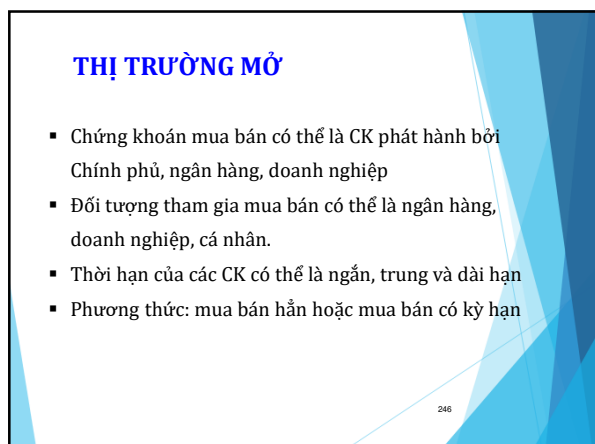 THỊ TRƯỜNG MỞ
▪ Chứng khoán mua bán có thể là CK phát hành bởi
Chính phủ, ngân hàng, doanh nghiệp
▪ Đối tượng tham gia mua bán có thể là ngân hàng,
doanh nghiệp, cá nhân.
▪ Thời hạn của các CK có thể là ngắn, trung và dài hạn
▪ Phương thức: mua bán hẳn hoặc mua bán có kỳ hạn
246